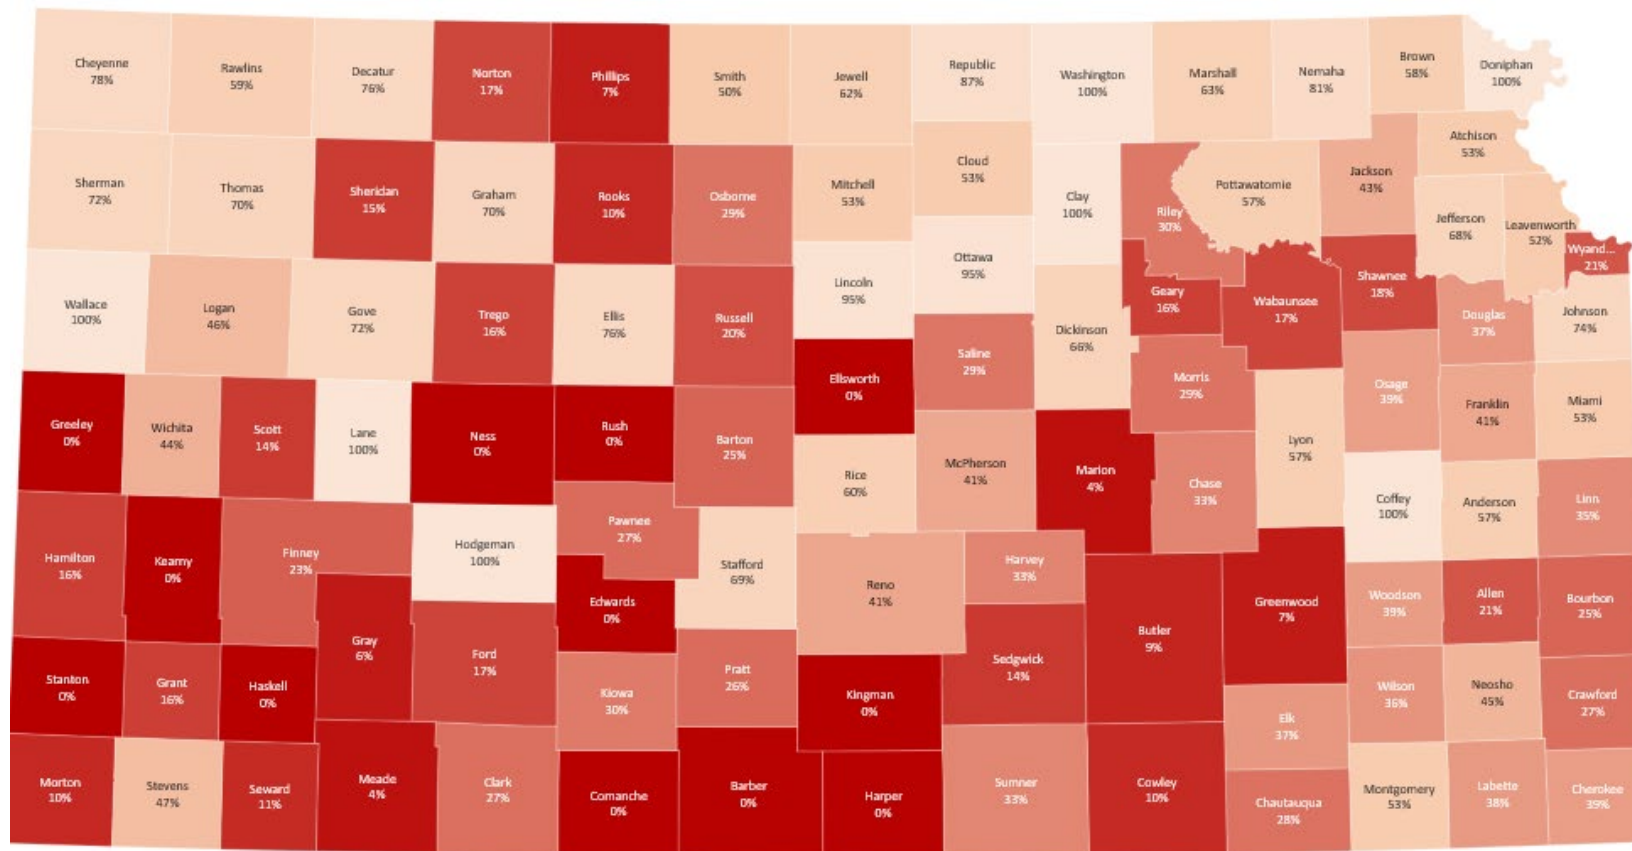 Cheyenne
78%
Rawlins
59%
Decatur
76%
Norton
17%
Phillips
7%
Smith
50%
Jewell
62%
Republic
87%
Washington
100%
Marshall
63%
Nemaha
81%
Brown
58%
Doniphan
100%
Sherman
72%
Thomas
70%
Sheridan
15%
Graham
70%
Rooks
10%
Osborne
29%
Mitchell
53%
Cloud
53%
Clay
100%
Riley
30%
Pottawatomie
57%
Jackson
43%
Atchison
53%
Jefferson
68%
Leavenworth
52%
Wyand...
21%
Wallace
100%
Logan
46%
Gove
72%
Trego
16%
Ellis
76%
Russell
20%
Lincoln
95%
Ottawa
95%
Dickinson
66%
Geary
16%
Wabaunsee
17%
Shawnee
18%
Douglas
37%
Johnson
74%
Ellsworth
0%
Saline
29%
Morris
29%
Osage
39%
Franklin
41%
Miami
53%
Greeley
0%
Wichita
44%
Scott
14%
Lane
100%
Ness
0%
Rush
0%
Barton
25%
Rice
60%
McPherson
41%
Marion
4%
Chase
33%
Lyon
57%
Coffey
100%
Anderson
57%
Linn
35%
Hamilton
16%
Kearny
0%
Finney
23%
Hodgeman
100%
Pawnee
27%
Stafford
69%
Edwards
0%
Reno
41%
Harvey
33%
Butler
9%
Greenwood
7%
Woodson
39%
Allen
21%
Bourbon
25%
Gray
6%
Ford
17%
Stanton
0%
Grant
16%
Haskell
0%
Kiowa
30%
Pratt
26%
Kingman
0%
Sedgwick
14%
Elk
37%
Wilson
36%
Neosho
45%
Crawford
27%
Morton
10%
Stevens
47%
Seward
11%
Meade
4%
Clark
27%
Comanche
0%
Barber
0%
Harper
0%
Sumner
33%
Cowley
10%
Chautauqua
28%
Montgomery
53%
Labette
38%
Cherokee
39%